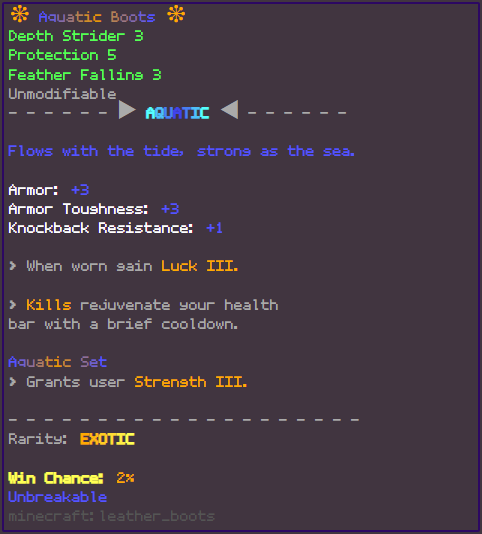 ❇ Aquatic Boots ❇
Depth Strider 3
Protection 5
Feather Falling 3
Unmodifiable
- - - - - - ▶ AQUATIC ◀ - - - - - -
Flows with the tide, strong as the sea.
Armor: +3
Armor Toughness: +3
Knockback Resistance: +1
> When worn gain Luck III.
> Kills rejuvenate your health
bar with a brief cooldown.
Aquatic Set
> Grants user Strength III.
- - - - - - - - - - - - - - - - - - -
Rarity: EXOTIC
Win Chance: 2%
Unbreakable
minecraft:leather_boots